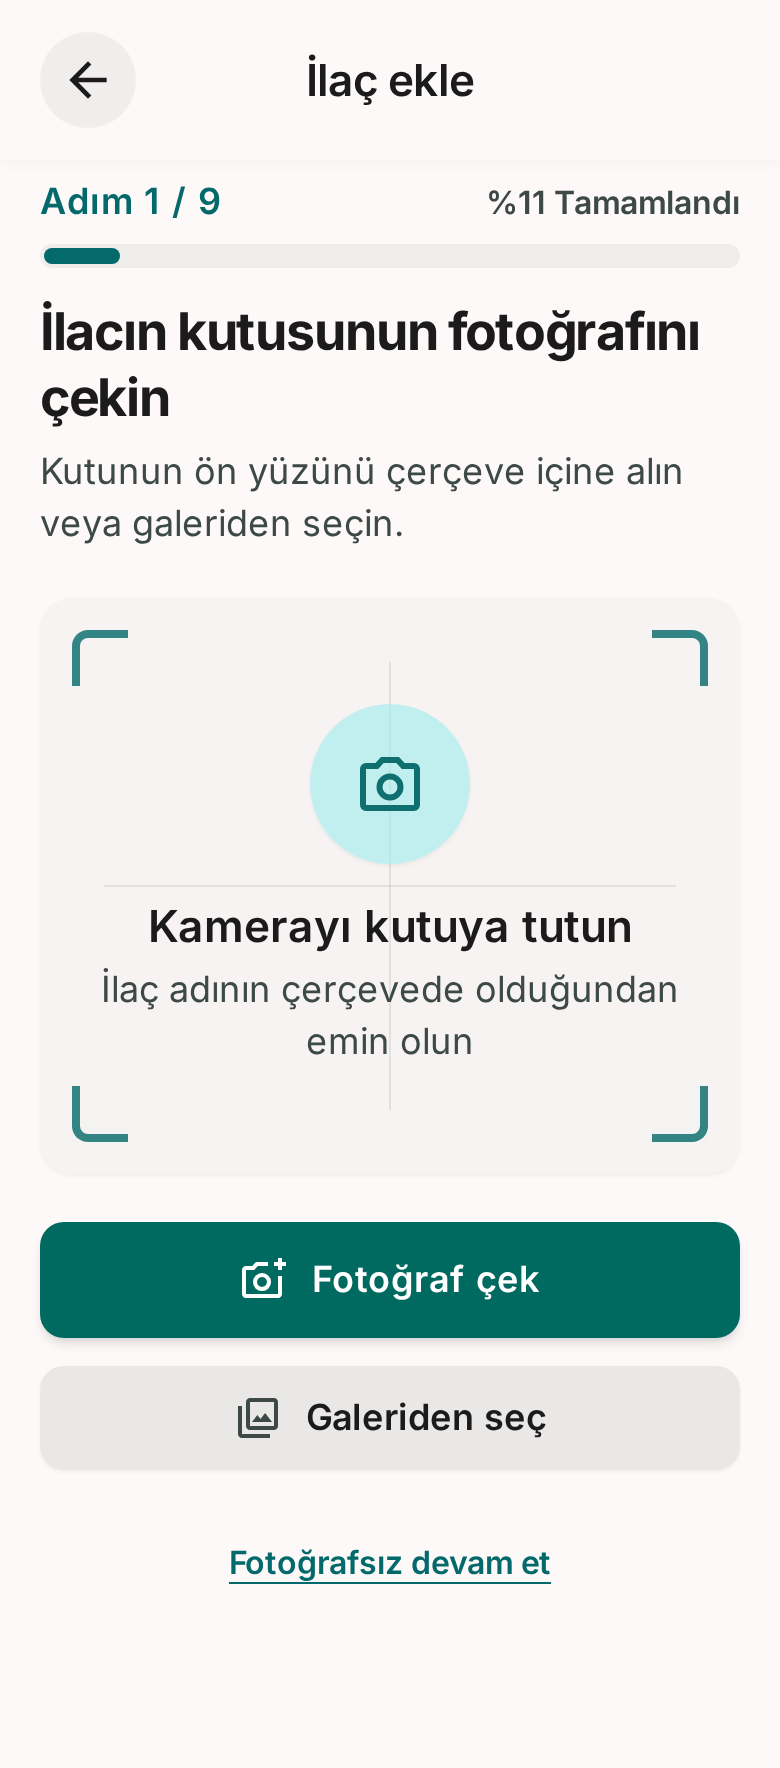 İlaç ekle
Adım 1 / 9
%11 Tamamlandı
İlacın kutusunun fotoğrafını
çekin
Kutunun ön yüzünü çerçeve içine alın
veya galeriden seçin.
Kamerayı kutuya tutun
İlaç adının çerçevede olduğundan
emin olun
Fotoğraf çek
Galeriden seç
Fotoğrafsız devam et